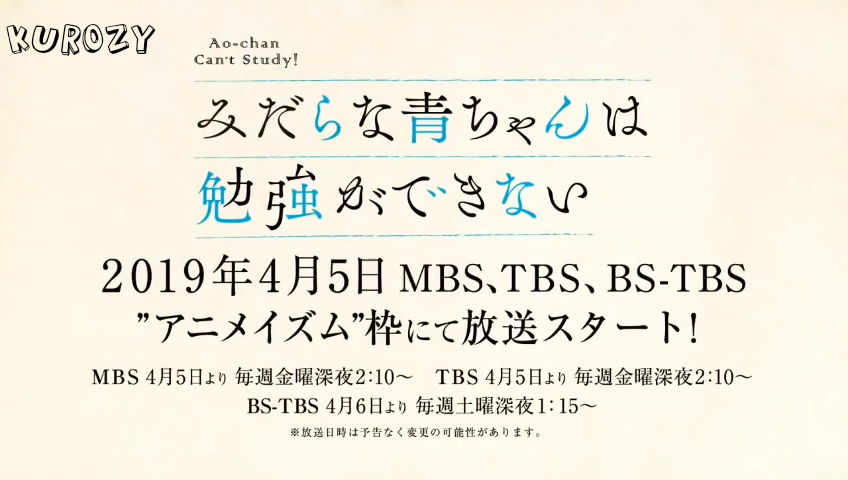 KUROZY
Ao-chan
Can't Study!
みだらな青ちゃんは
勉強ができない
2019年4月5日 MBS、TBS、BS-TBS
”アニメイズム”枠にて放送スタート!
MBS 4月5日より 毎週金曜深夜2:10〜 TBS 4月5日より 毎週金曜深夜2:10〜
BS-TBS 4月6日より 毎週土曜深夜1:15〜
※放送日時は予告なく変更の可能性があります。